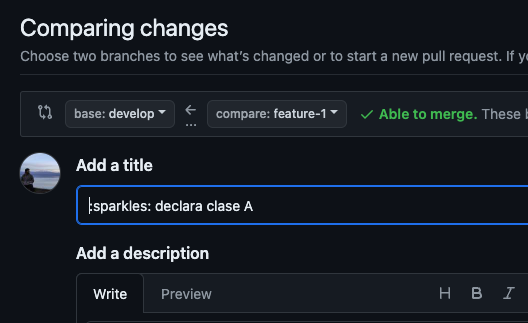 Comparing changes
Choose two branches to see what's changed or to start a new pull request. If
base: develop ← compare: feature-1 ✓ Able to merge. These
...
Add a title
:sparkles: declara clase A
Add a description
Write Preview H B I